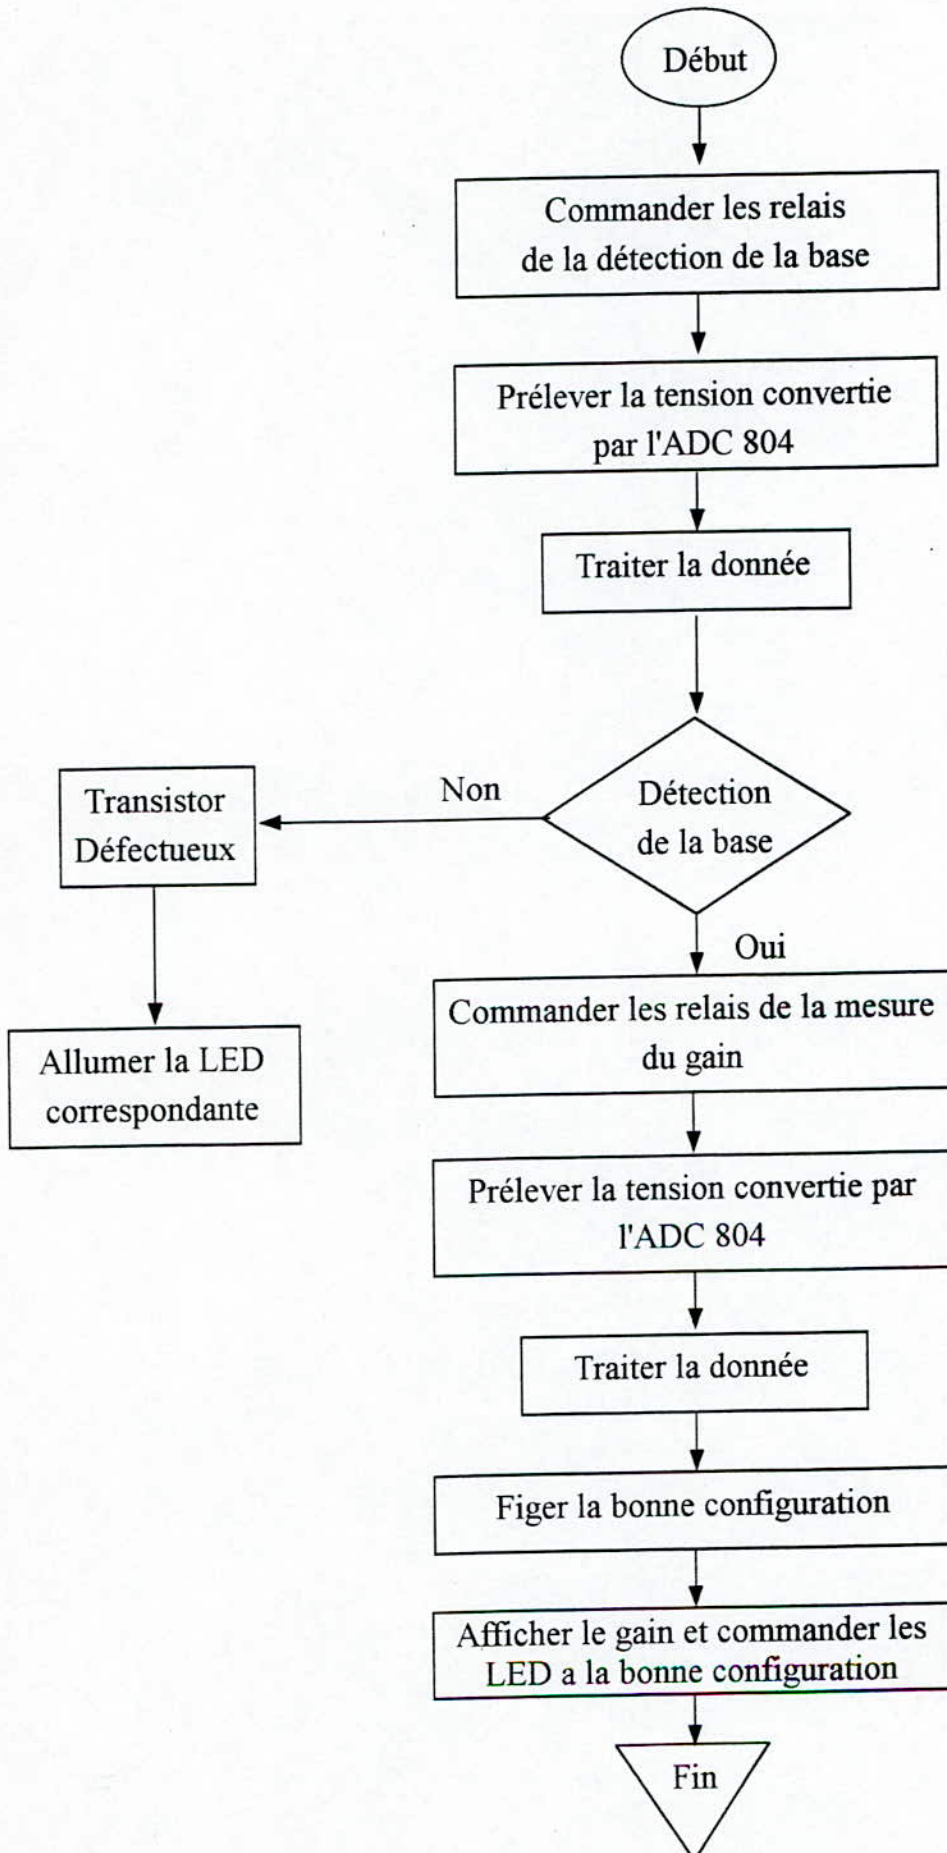 Début
Commander les relais
de la détection de la base
Prélever la tension convertie
par l'ADC 804
Traiter la donnée
Détection
de la base
Non
Transistor
Défectueux
Allumer la LED
correspondante
Oui
Commander les relais de la mesure
du gain
Prélever la tension convertie par
l'ADC 804
Traiter la donnée
Figer la bonne configuration
Afficher le gain et commander les
LED a la bonne configuration
Fin